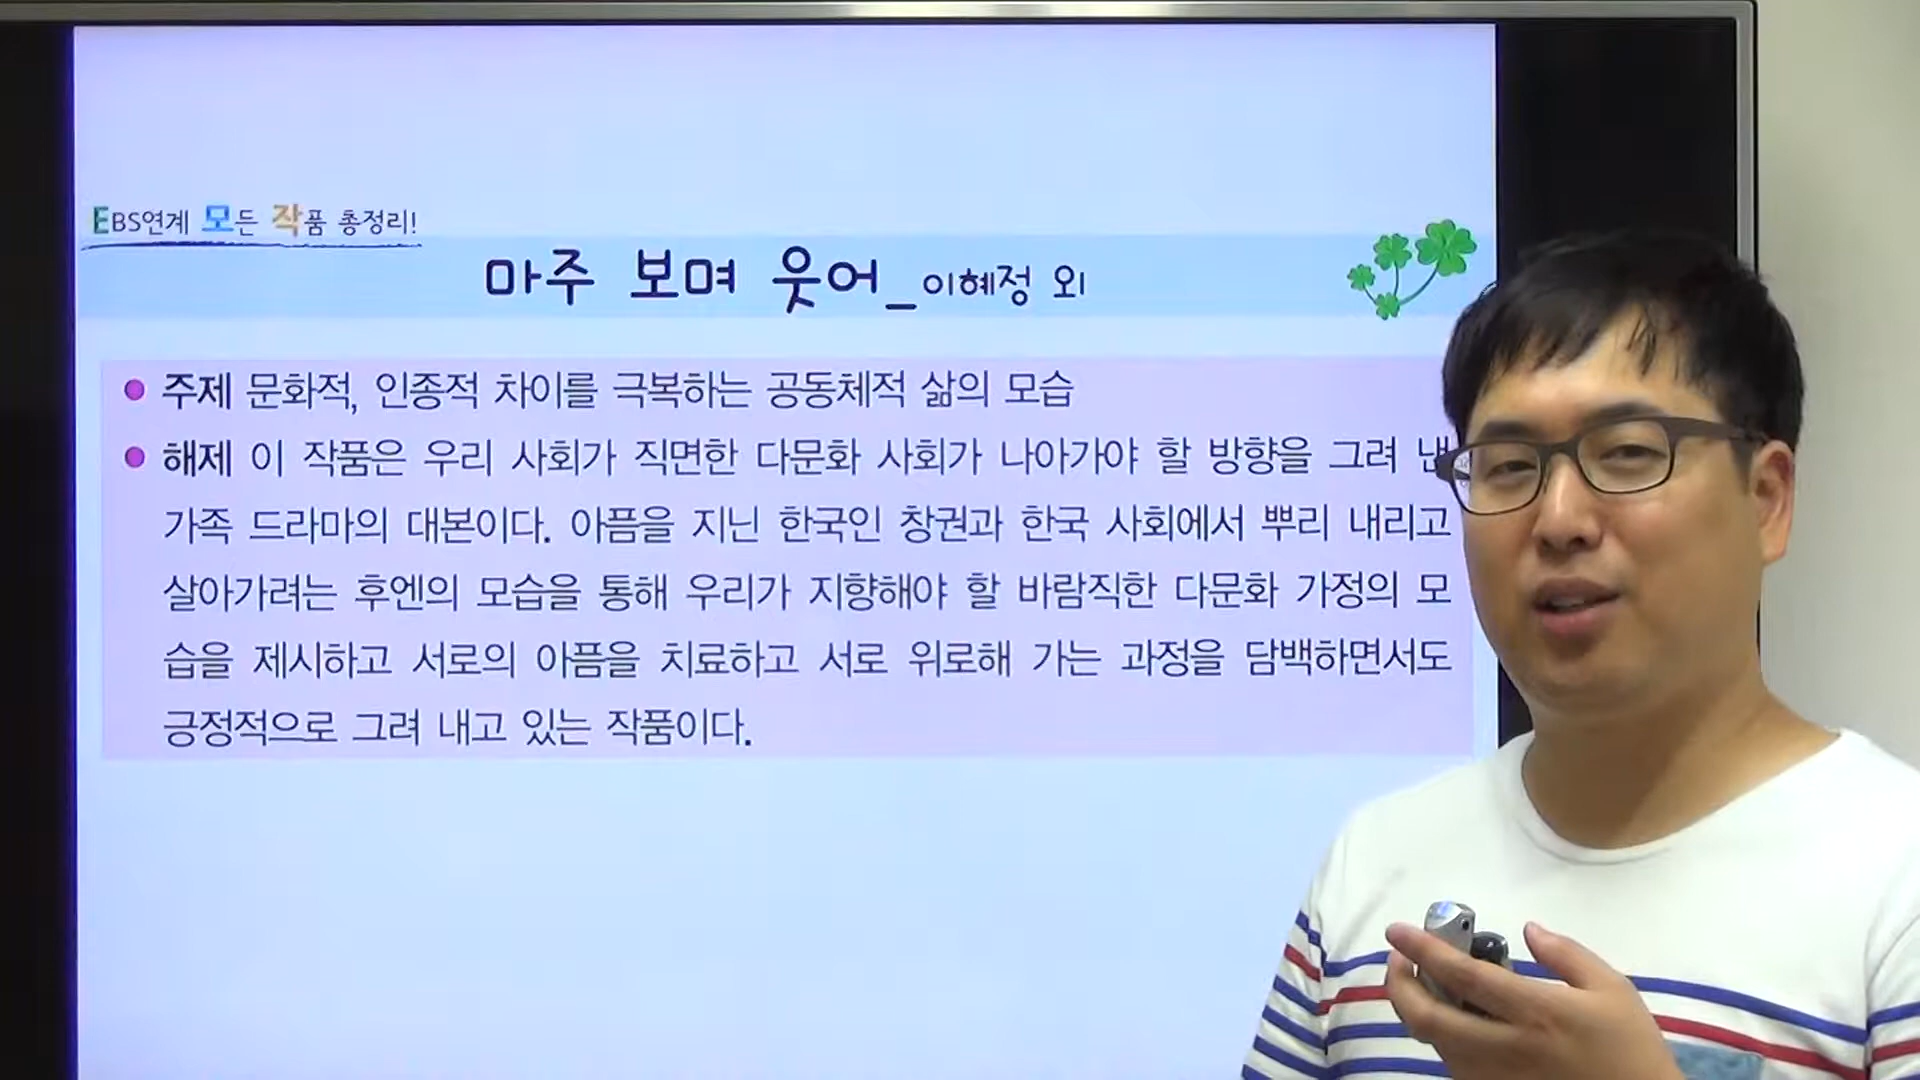 EBS연계 모든 작품 총정리!
마주 보며 웃어_이혜정 외
주제 문화적, 인종적 차이를 극복하는 공동체적 삶의 모습
해제 이 작품은 우리 사회가 직면한 다문화 사회가 나아가야 할 방향을 그려 낸
가족 드라마의 대본이다. 아픔을 지닌 한국인 창권과 한국 사회에서 뿌리 내리고
살아가려는 후엔의 모습을 통해 우리가 지향해야 할 바람직한 다문화 가정의 모
습을 제시하고 서로의 아픔을 치료하고 서로 위로해 가는 과정을 담백하면서도
긍정적으로 그려 내고 있는 작품이다.